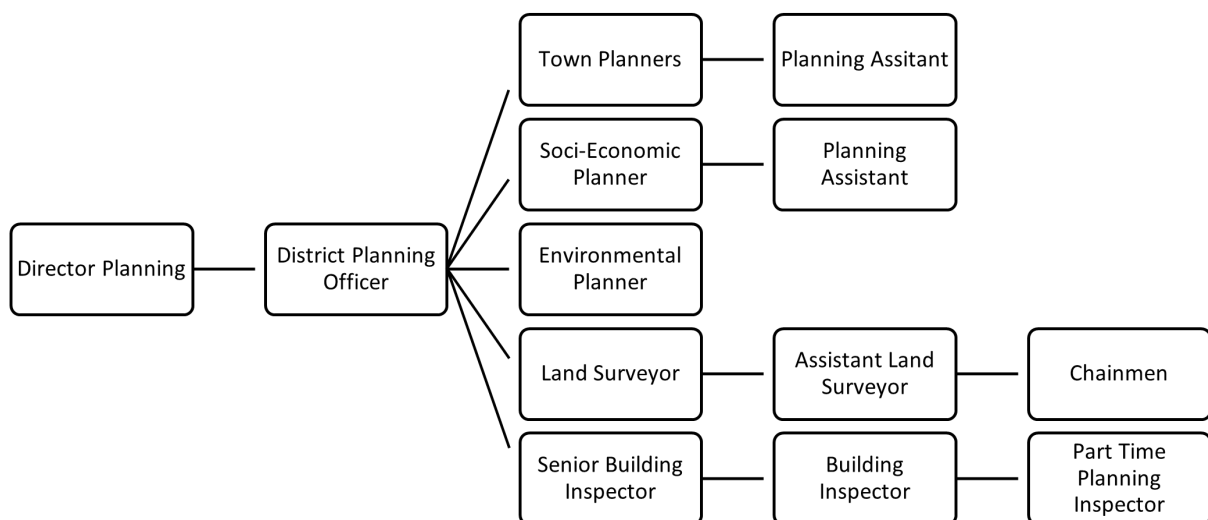 Town Planners
Planning Assitant
Soci-Economic
Planner
Planning
Assistant
Director Planning
District Planning
Officer
Environmental
Planner
Land Surveyor
Assistant Land
Surveyor
Chainmen
Senior Building
Inspector
Building
Inspector
Part Time
Planning
Inspector